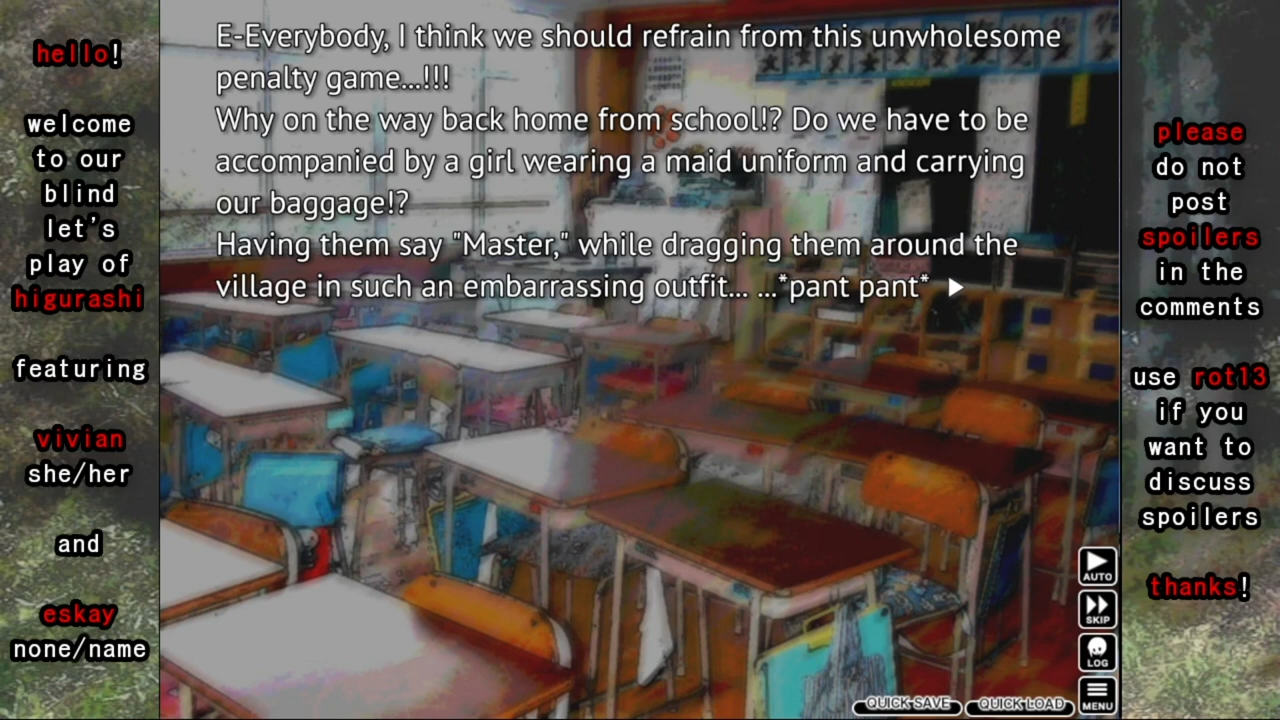 hello!
welcome
to our
blind
let's
play of
higurashi
featuring
vivian
she/her
and
eskay
none/name
E-Everybody, I think we should refrain from this unwholesome
penalty game...!!!
Why on the way back home from school!? Do we have to be
accompanied by a girl wearing a maid uniform and carrying
our baggage!?
Having them say "Master," while dragging them around the
village in such an embarrassing outfit... ...*pant pant*
AUTO
SKIP
LOG
MENU
QUICK SAVE QUICK LOAD
please
do not
post
spoilers
in the
comments
use rot13
if you
want to
discuss
spoilers
thanks!